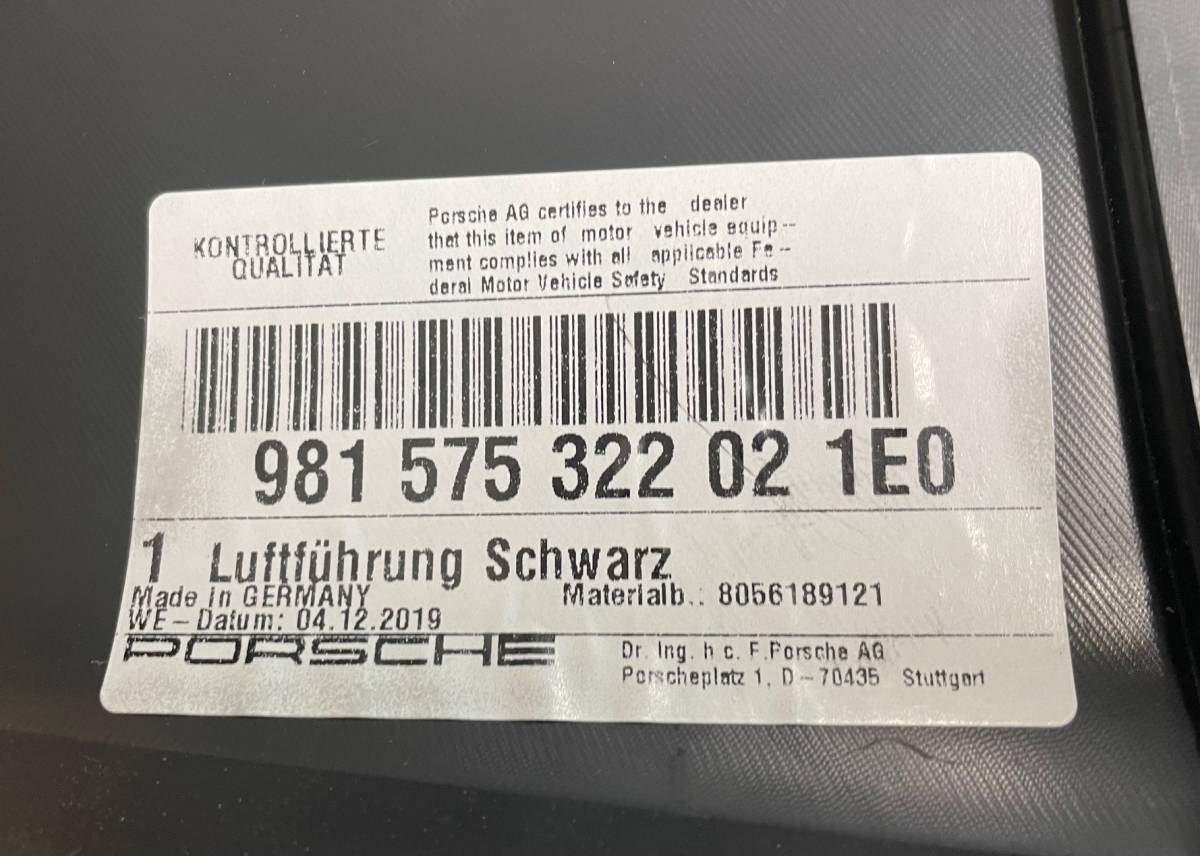 KONTROLLIERTE
QUALITÄT
Porsche AG certifies to the dealer
that this item of motor vehicle equip-
ment complies with all applicable Fe-
deral Motor Vehicle Safety Standards
981 575 322 02 1E0
1 Luftführung Schwarz
Made in GERMANY
Materialb.: 8056189121
WE-Datum: 04.12.2019
PORSCHE
Dr. Ing. h c. F.Porsche AG
Porscheplatz 1, D-70435 Stuttgart